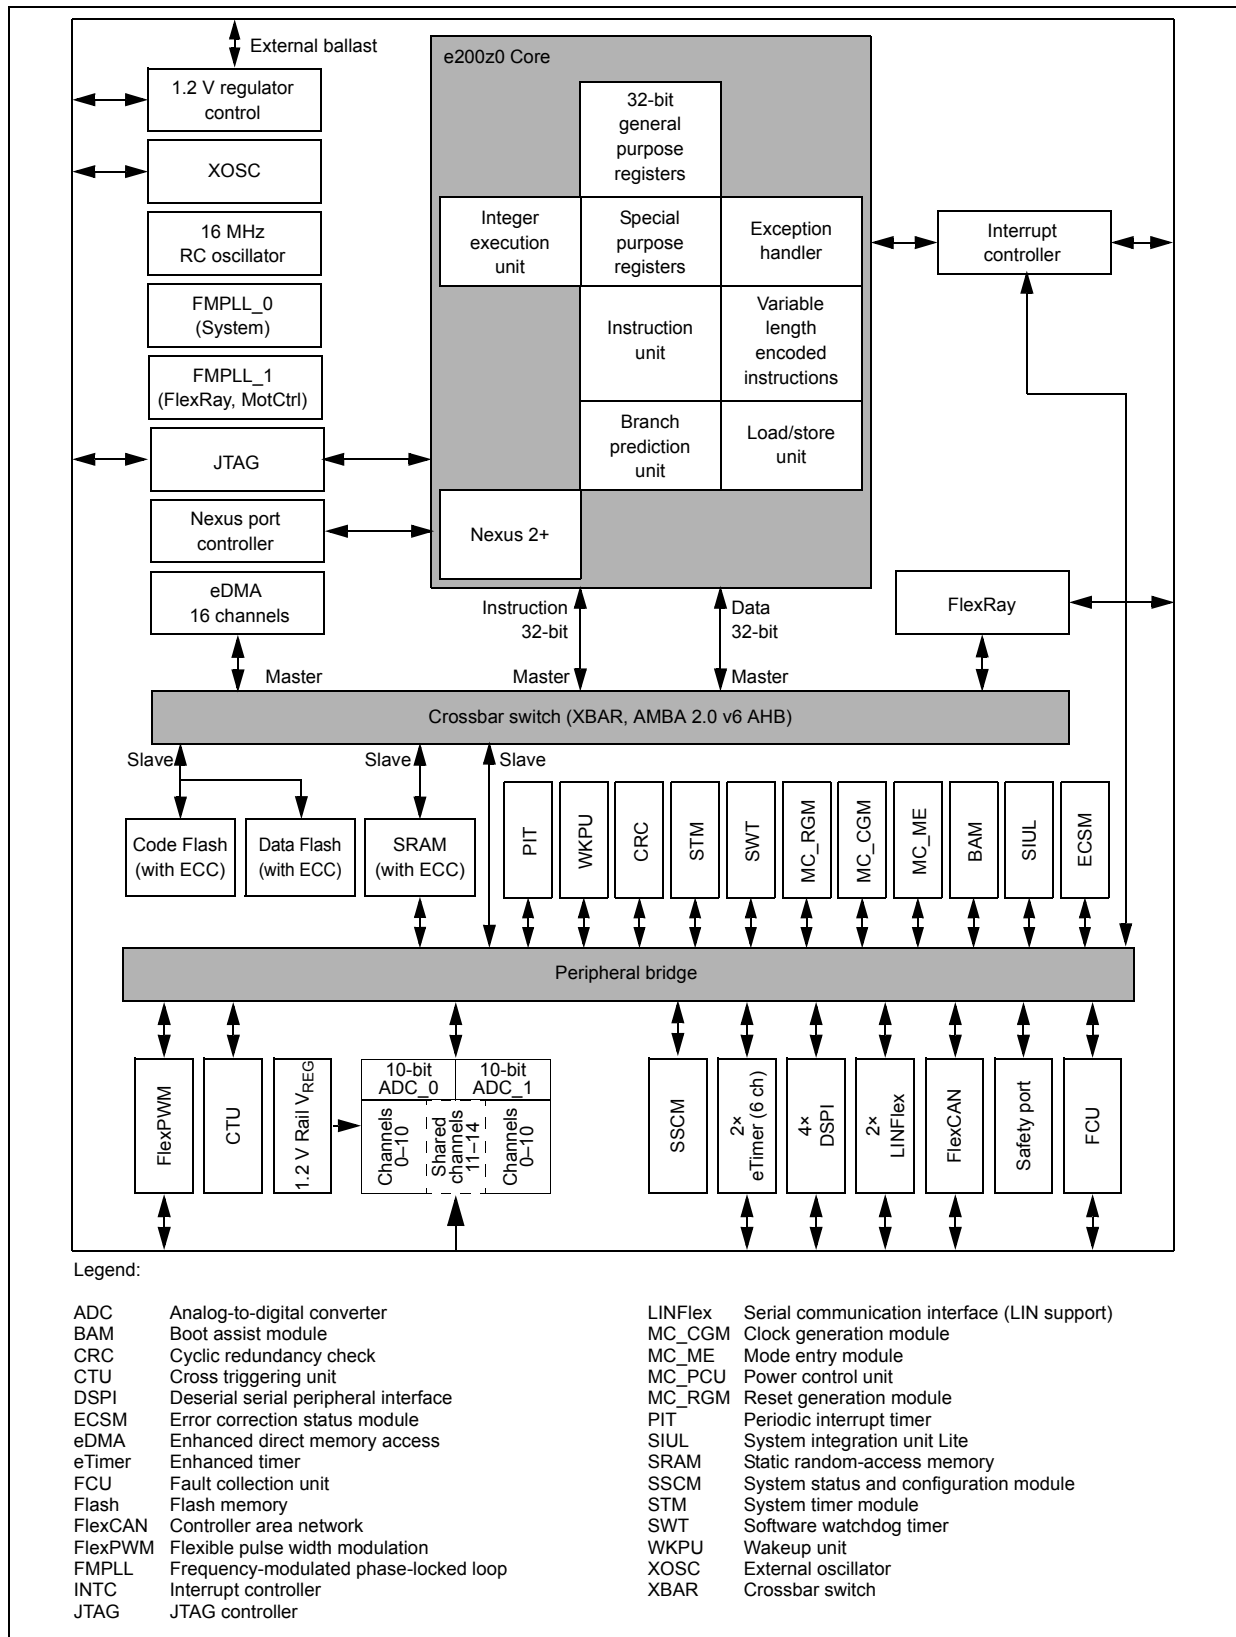 External ballast
e200z0 Core
1.2 V regulator
control
32-bit
general
purpose
registers
XOSC
Integer
execution
unit
Special
purpose
registers
Exception
handler
Interrupt
controller
16 MHz
RC oscillator
FMPLL_0
(System)
Instruction
unit
Variable
length
encoded
instructions
FMPLL_1
(FlexRay, MotCtrl)
Branch
prediction
unit
Load/store
unit
JTAG
Nexus port
controller
Nexus 2+
eDMA
16 channels
Instruction
32-bit
Data
32-bit
FlexRay
Master
Master
Master
Crossbar switch (XBAR, AMBA 2.0 v6 AHB)
Slave
Slave
Slave
Code Flash
(with ECC)
Data Flash
(with ECC)
SRAM
(with ECC)
PIT
WKPU
CRC
STM
SWT
MC_RGM
MC_CGM
MC_ME
BAM
SIUL
ECSM
Peripheral bridge
FlexPWM
CTU
1.2 V Rail VREG
10-bit
ADC_0
10-bit
ADC_1
Channels
0–10
Shared
channels
11–14
Channels
0–10
SSCM
2×
eTimer (6 ch)
4×
DSPI
2×
LINFlex
FlexCAN
Safety port
FCU
Legend:
ADC Analog-to-digital converter
BAM Boot assist module
CRC Cyclic redundancy check
CTU Cross triggering unit
DSPI Deserial serial peripheral interface
ECSM Error correction status module
eDMA Enhanced direct memory access
eTimer Enhanced timer
FCU Fault collection unit
Flash Flash memory
FlexCAN Controller area network
FlexPWM Flexible pulse width modulation
FMPLL Frequency-modulated phase-locked loop
INTC Interrupt controller
JTAG JTAG controller
LINFlex Serial communication interface (LIN support)
MC_CGM Clock generation module
MC_ME Mode entry module
MC_PCU Power control unit
MC_RGM Reset generation module
PIT Periodic interrupt timer
SIUL System integration unit Lite
SRAM Static random-access memory
SSCM System status and configuration module
STM System timer module
SWT Software watchdog timer
WKPU Wakeup unit
XOSC External oscillator
XBAR Crossbar switch